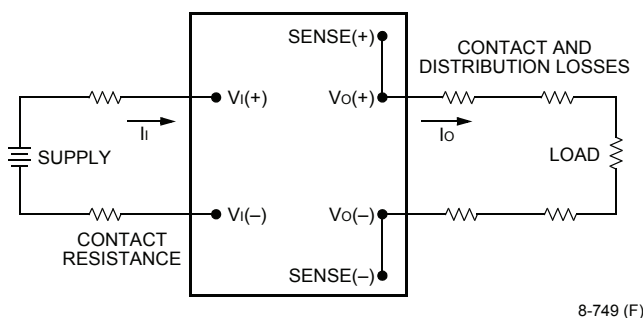 SENSE(+)
CONTACT AND
DISTRIBUTION LOSSES
VI(+)
VO(+)
II
IO
SUPPLY
LOAD
VI(–)
VO(–)
CONTACT
RESISTANCE
SENSE(–)
8-749 (F)